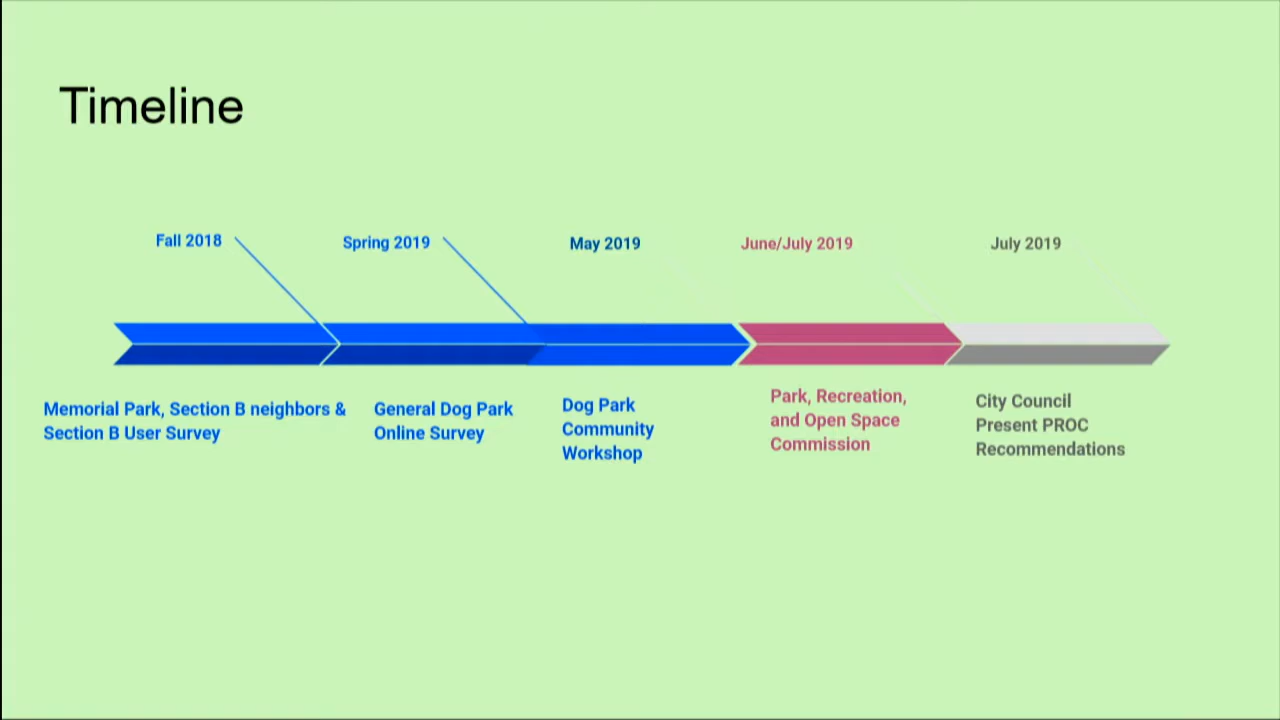 Timeline
Fall 2018
Spring 2019
May 2019
June/July 2019
July 2019
Memorial Park, Section B neighbors &
Section B User Survey
General Dog Park
Online Survey
Dog Park
Community
Workshop
Park, Recreation,
and Open Space
Commission
City Council
Present PROC
Recommendations